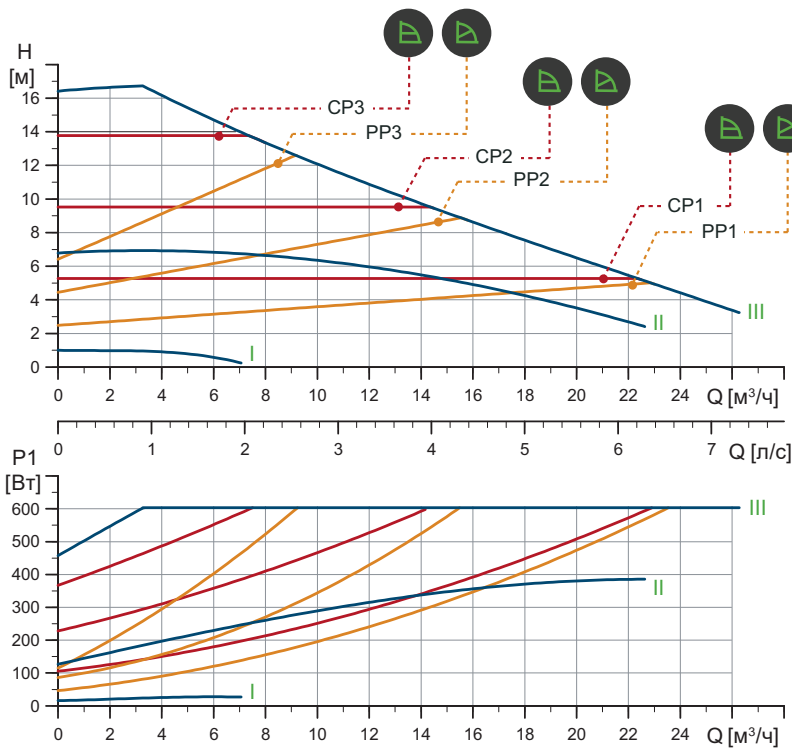 H
[м]
CP3
PP3
CP2
PP2
CP1
PP1
16
14
12
10
8
6
4
2
0
I
II
III
0 2 4 6 8 10 12 14 16 18 20 22 24 Q [м³/ч]
0 1 2 3 4 5 6 7 Q [л/с]
P1
[Вт]
600
500
400
300
200
100
0
III
II
I
0 2 4 6 8 10 12 14 16 18 20 22 24 Q [м³/ч]